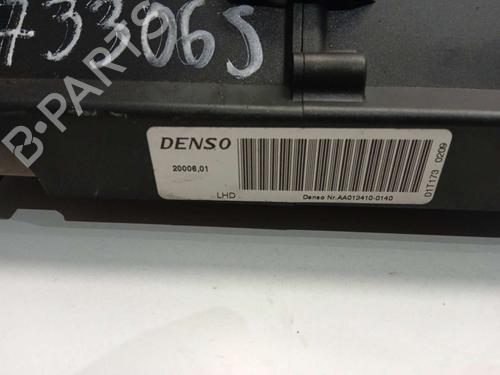 733065
B-PARTS
DENSO
20006,01
LHD
Denso Nr.AA013410-0140
01T173 0209